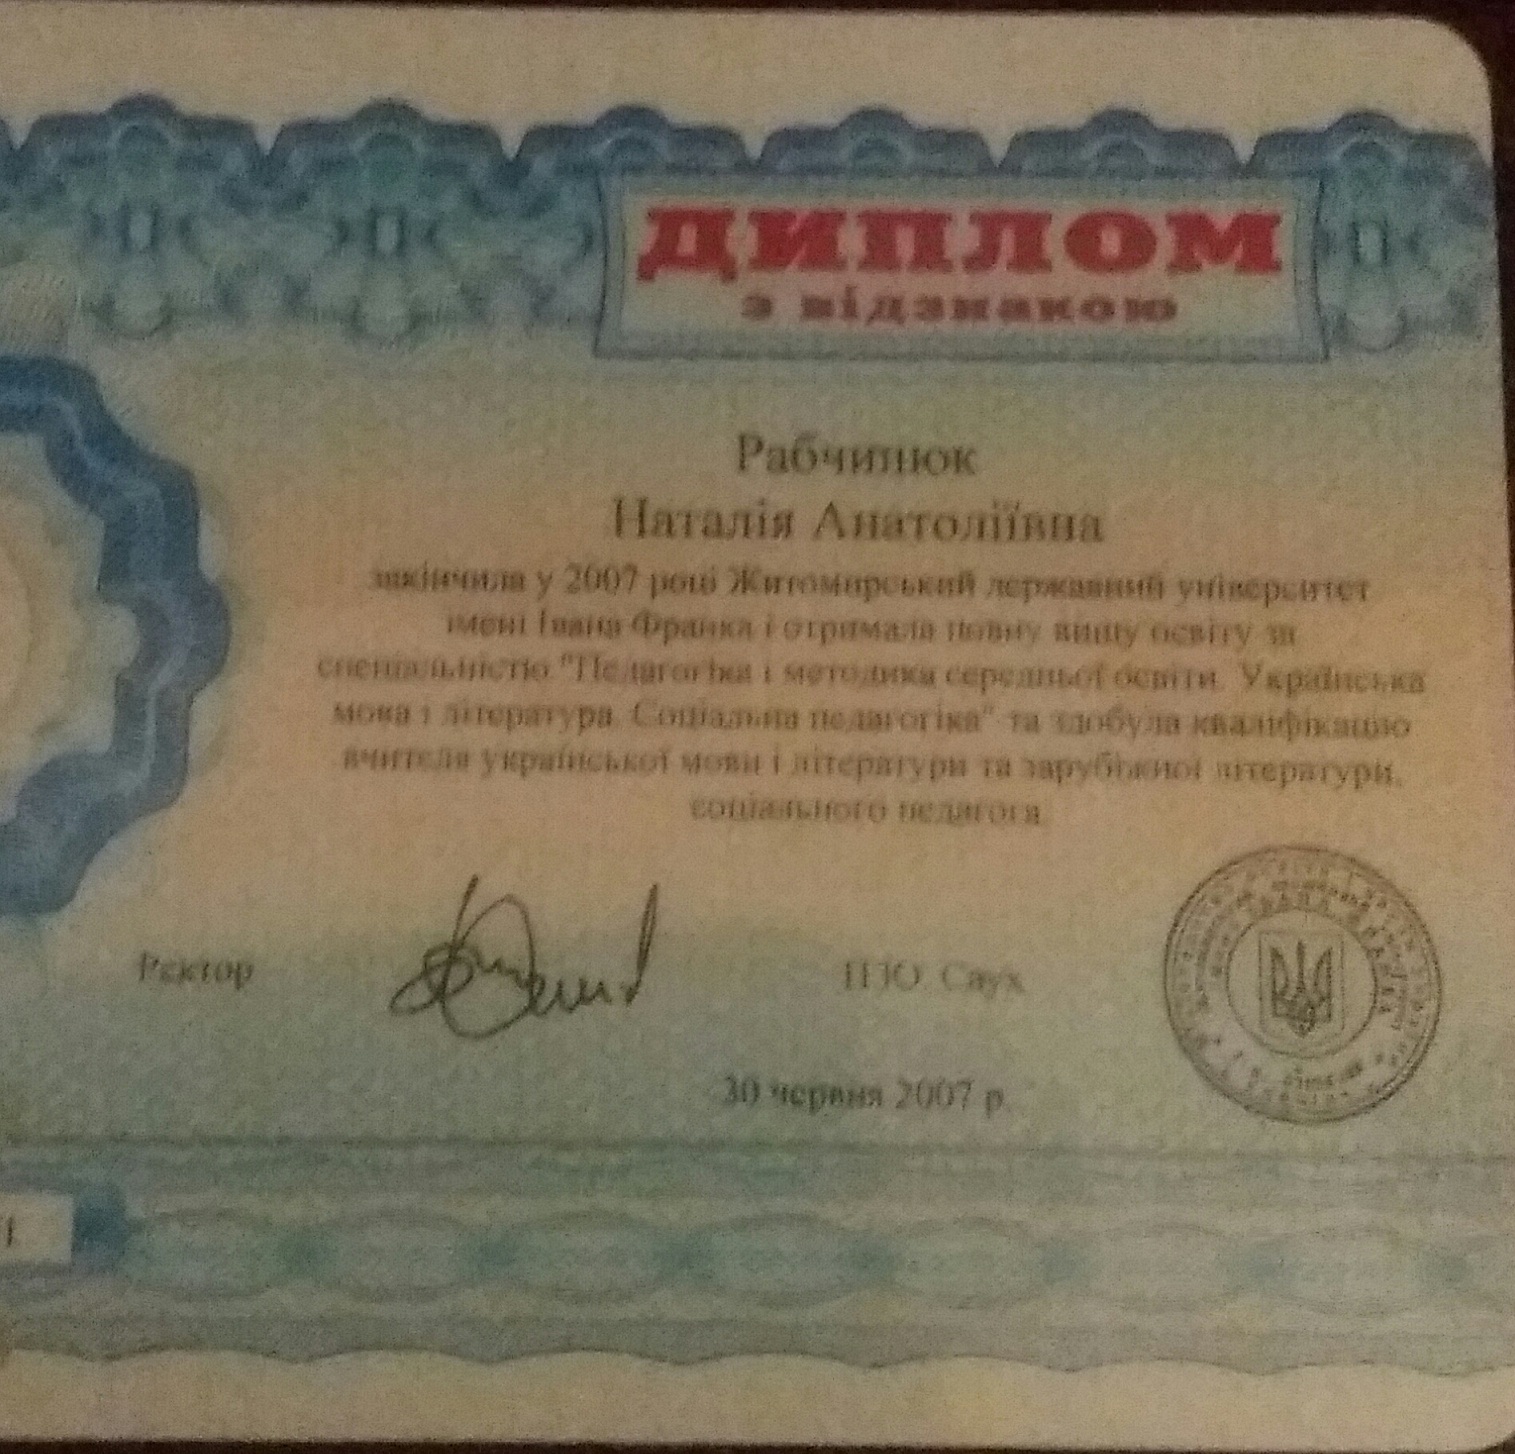 ДИПЛОМ
з відзнакою
Наталія Анатоліївна
закінчила у 2007 році Житомирський державний університет
імені Івана Франка і отримала повну вищу освіту за
спеціальністю "Педагогіка і методика середньої освіти. Українська
мова і література. Соціальна педагогіка" та здобула кваліфікацію
вчителя української мови і літератури та зарубіжної літератури,
соціального педагога
Ректор
Саух
30 червня 2007 р.